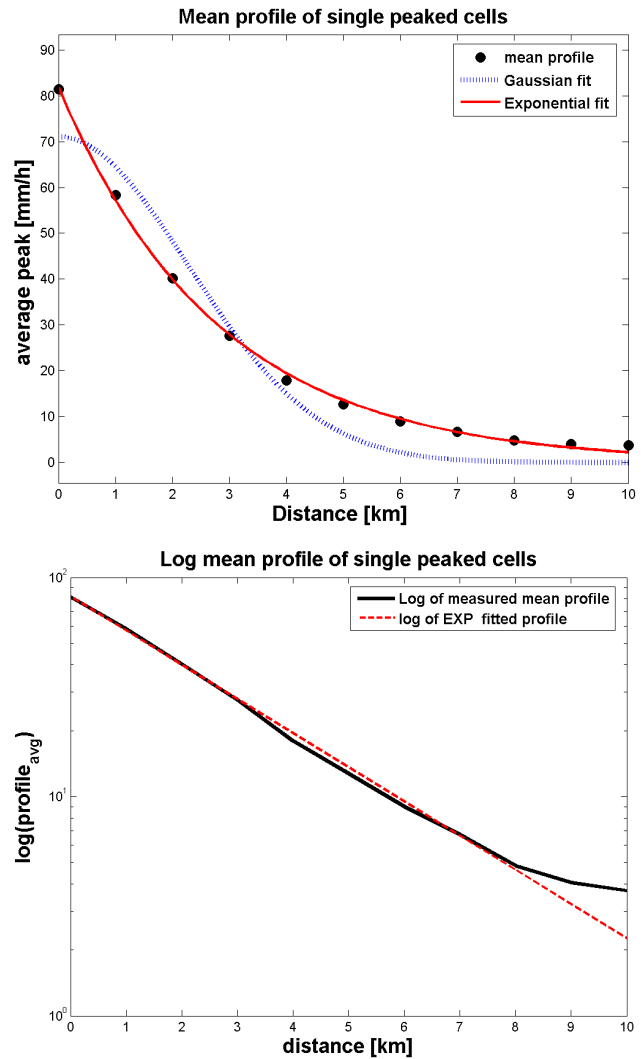 Mean profile of single peaked cells
90
80
70
60
50
40
30
20
10
0
average peak [mm/h]
mean profile
Gaussian fit
Exponential fit
0 1 2 3 4 5 6 7 8 9 10
Distance [km]
Log mean profile of single peaked cells
10^2
10^1
10^0
log(profile_avg)
Log of measured mean profile
log of EXP fitted profile
0 1 2 3 4 5 6 7 8 9 10
distance [km]